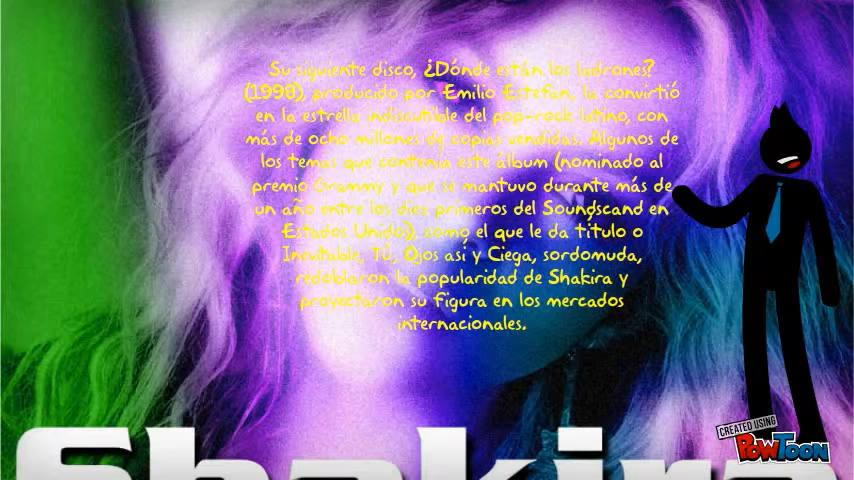 Su siguiente disco, ¿Dónde están los ladrones?
(1998), producido por Emilio Estefan, la convirtió
en la estrella indiscutible del pop-rock latino, con
más de ocho millones de copias vendidas. Algunos de
los temas que contenía este álbum (nominado al
premio Grammy y que se mantuvo durante más de
un año entre los diez primeros del Soundscand en
Estados Unido), como el que le da título o
Inevitable, Tú, Ojos así y Ciega, sordomuda,
redoblaron la popularidad de Shakira y
proyectaron su figura en los mercados
internacionales.
CREATED USING
POWTOON
Shakira